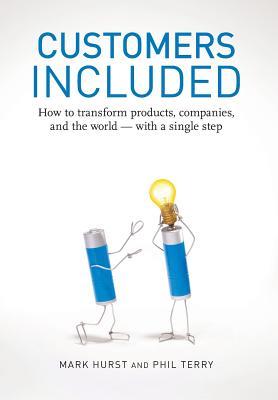 CUSTOMERS
INCLUDED
How to transform products, companies,
and the world — with a single step
MARK HURST AND PHIL TERRY